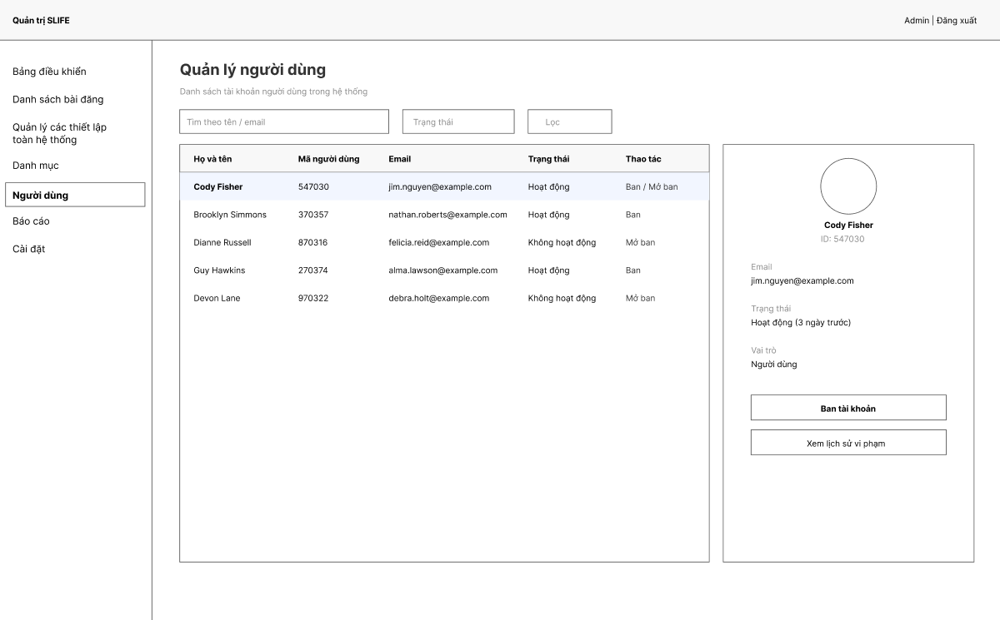 Quản trị SLIFE
Admin | Đăng xuất
Bảng điều khiển
Danh sách bài đăng
Quản lý các thiết lập
toàn hệ thống
Danh mục
Người dùng
Báo cáo
Cài đặt
Quản lý người dùng
Danh sách tài khoản người dùng trong hệ thống
Tìm theo tên / email
Trạng thái
Lọc
Họ và tên Mã người dùng Email Trạng thái Thao tác
Cody Fisher 547030 jim.nguyen@example.com Hoạt động Ban / Mở ban
Brooklyn Simmons 370357 nathan.roberts@example.com Hoạt động Ban
Dianne Russell 870316 felicia.reid@example.com Không hoạt động Mở ban
Guy Hawkins 270374 alma.lawson@example.com Hoạt động Ban
Devon Lane 970322 debra.holt@example.com Không hoạt động Mở ban
Cody Fisher
ID: 547030
Email
jim.nguyen@example.com
Trạng thái
Hoạt động (3 ngày trước)
Vai trò
Người dùng
Ban tài khoản
Xem lịch sử vi phạm